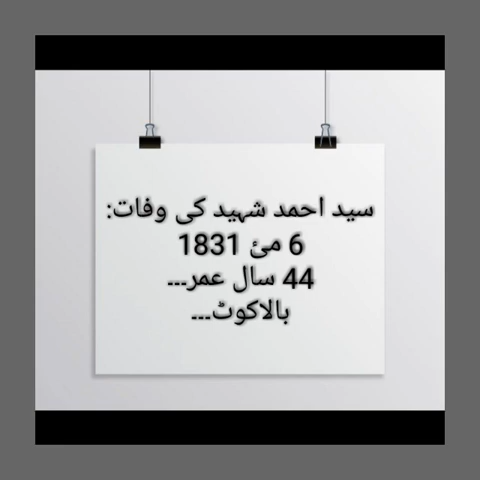 سید احمد شہید کی وفات:
6 مئ 1831
44 سال عمر...
بالاکوٹ...